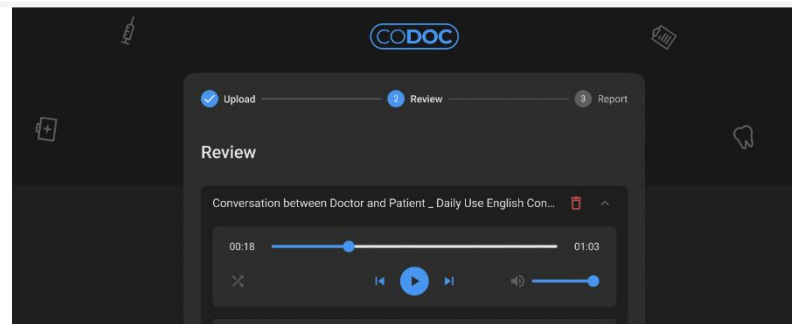 CODOC
Upload 2 Review 3 Report
Review
Conversation between Doctor and Patient _ Daily Use English Con...
00:18 01:03